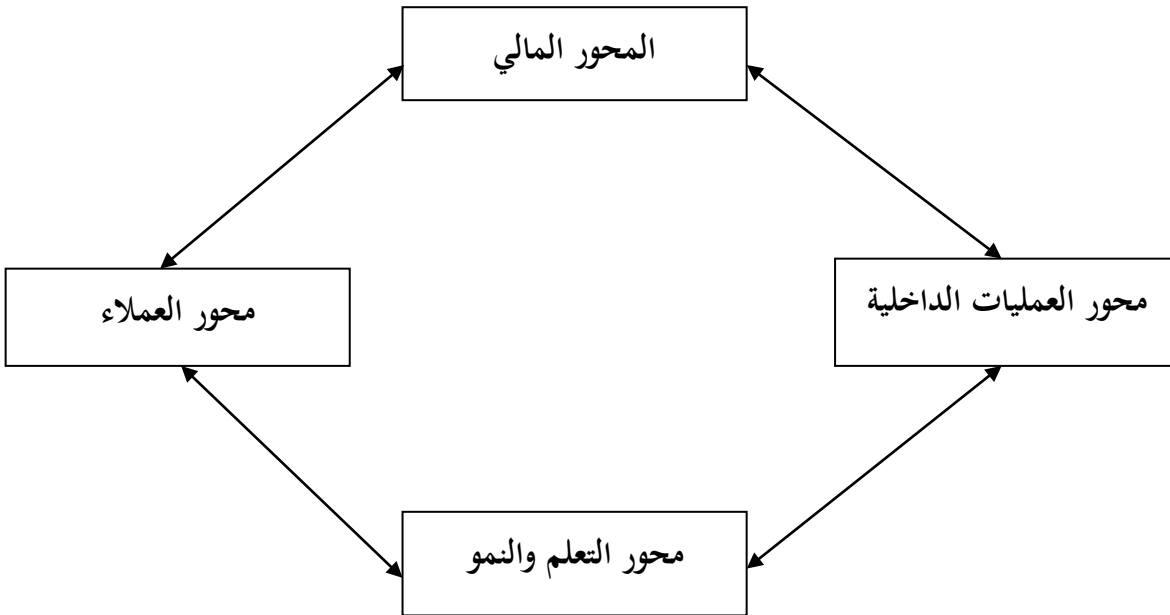 المحور المالي
محور العمليات الداخلية
محور العملاء
محور التعلم والنمو